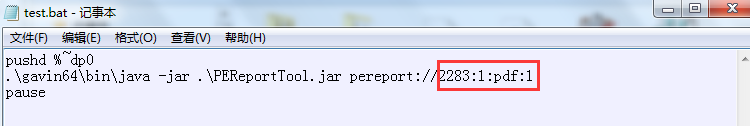 test.bat - 记事本
文件(F) 编辑(E) 格式(O) 查看(V) 帮助(H)
pushd %~dp0
.\gavin64\bin\java -jar .\PEReportTool.jar pereport://2283:1:pdf:1
pause